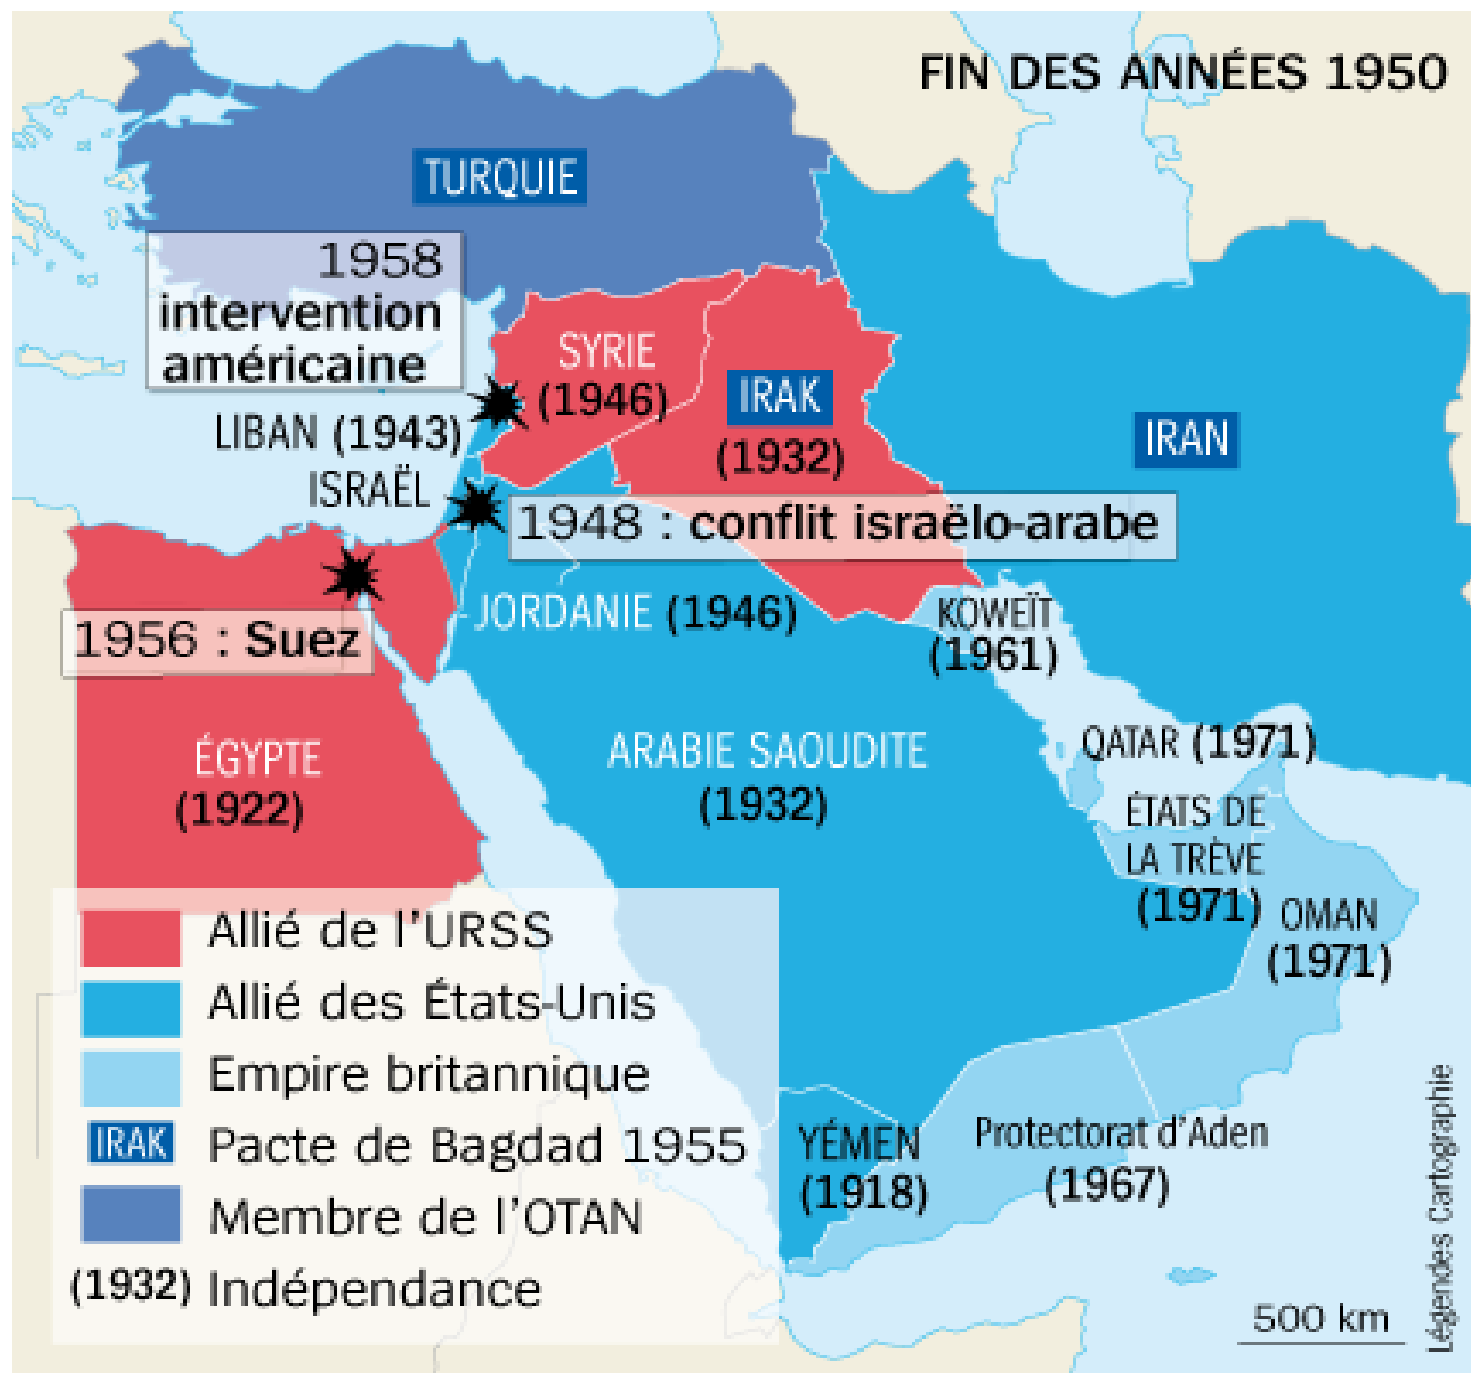 FIN DES ANNÉES 1950
TURQUIE
1958
intervention
américaine
SYRIE
(1946)
IRAK
(1932)
IRAN
LIBAN (1943)
ISRAËL
1948 : conflit israëlo-arabe
JORDANIE (1946)
KOWEÏT
(1961)
1956 : Suez
ÉGYPTE
(1922)
ARABIE SAOUDITE
(1932)
QATAR (1971)
ÉTATS DE
LA TRÈVE
(1971)
OMAN
(1971)
YÉMEN
(1918)
Protectorat d'Aden
(1967)
Allié de l'URSS
Allié des États-Unis
Empire britannique
IRAK Pacte de Bagdad 1955
Membre de l'OTAN
(1932) Indépendance
500 km
Légendes Cartographie